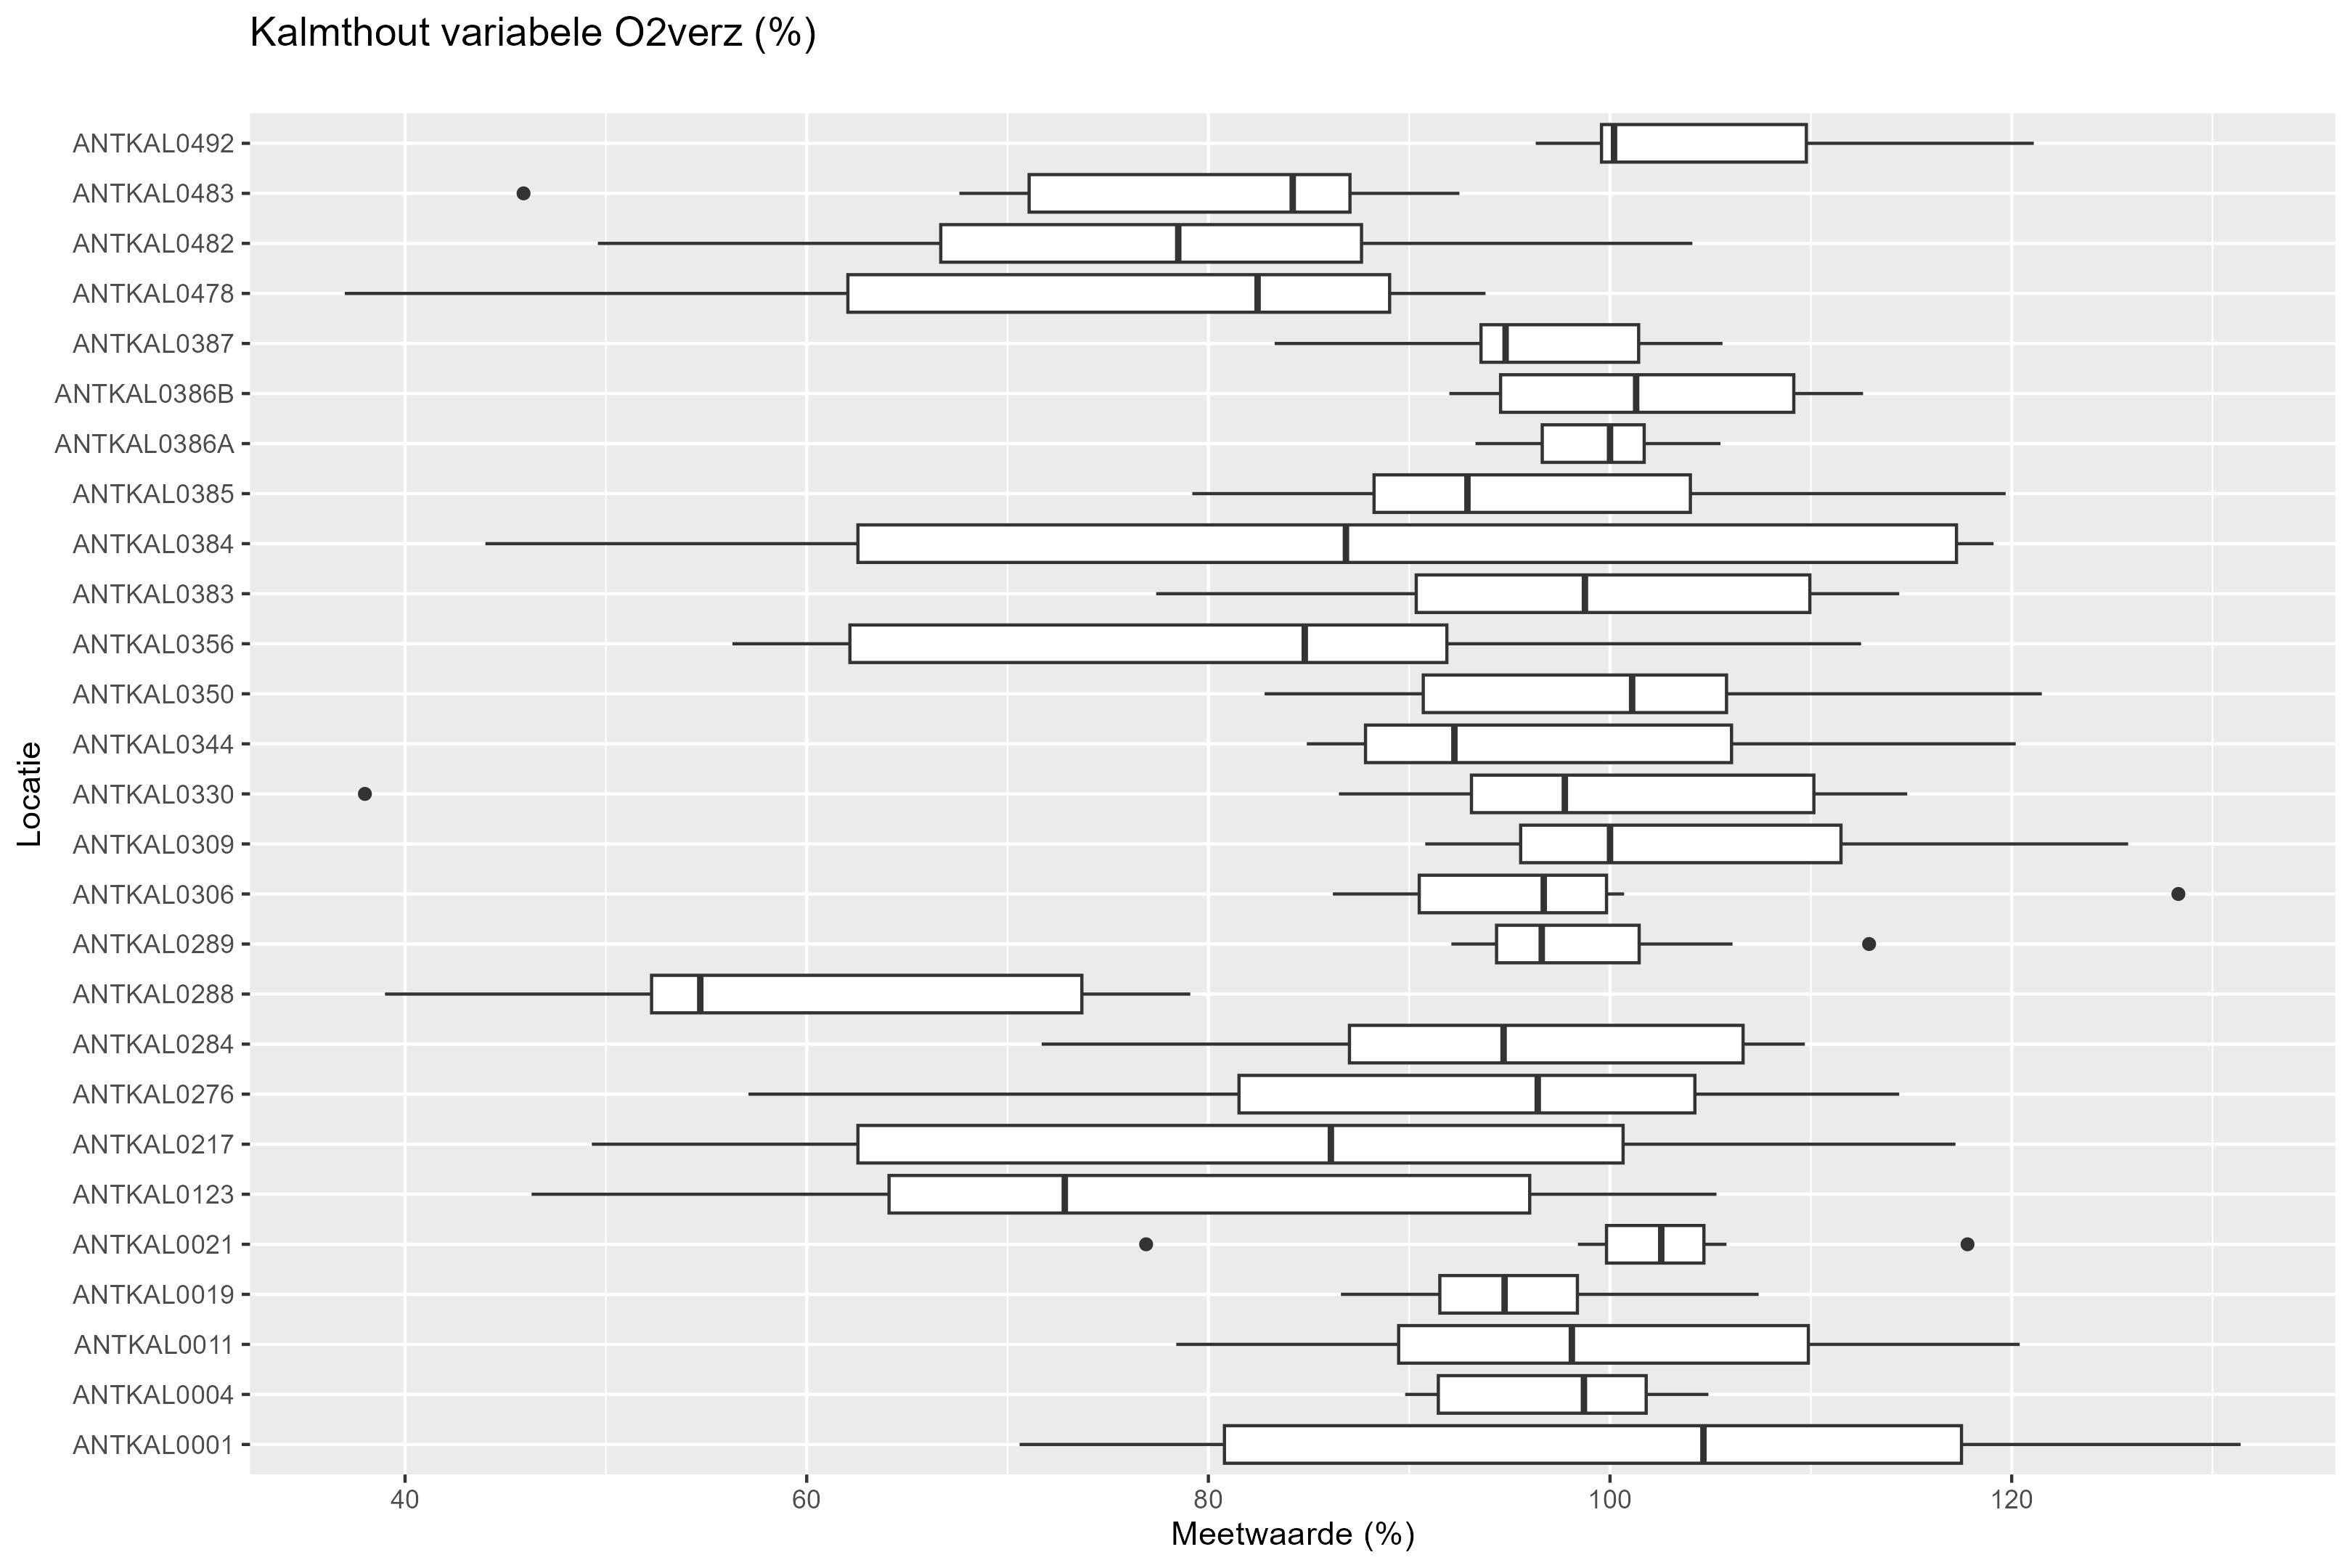 Kalmthout variabele O2verz (%)
ANTKAL0492
ANTKAL0483
ANTKAL0482
ANTKAL0478
ANTKAL0387
ANTKAL0386B
ANTKAL0386A
ANTKAL0385
ANTKAL0384
ANTKAL0383
ANTKAL0356
ANTKAL0350
ANTKAL0344
ANTKAL0330
ANTKAL0309
ANTKAL0306
ANTKAL0289
ANTKAL0288
ANTKAL0284
ANTKAL0276
ANTKAL0217
ANTKAL0123
ANTKAL0021
ANTKAL0019
ANTKAL0011
ANTKAL0004
ANTKAL0001
Locatie
40 60 80 100 120
Meetwaarde (%)